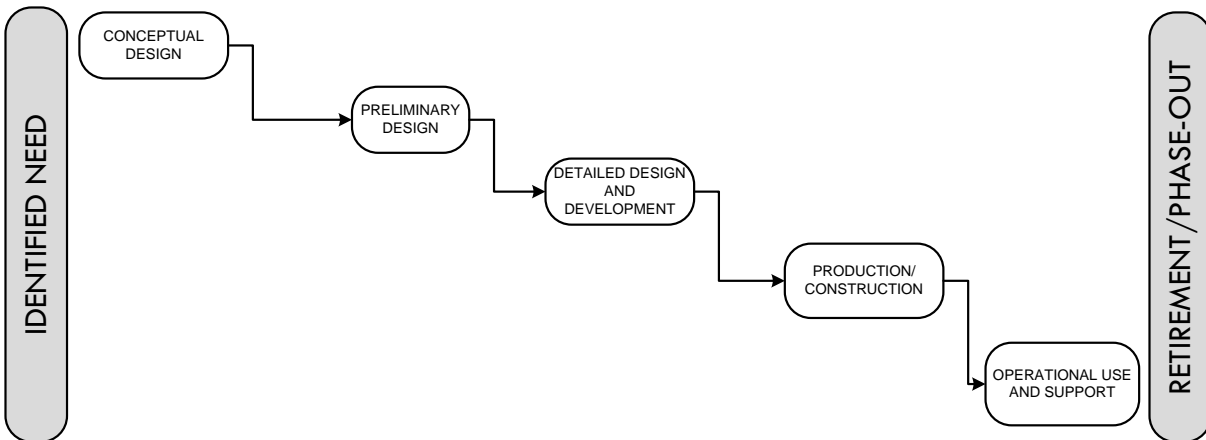 IDENTIFIED NEED
CONCEPTUAL
DESIGN
PRELIMINARY
DESIGN
DETAILED DESIGN
AND
DEVELOPMENT
PRODUCTION/
CONSTRUCTION
OPERATIONAL USE
AND SUPPORT
RETIREMENT/PHASE-OUT